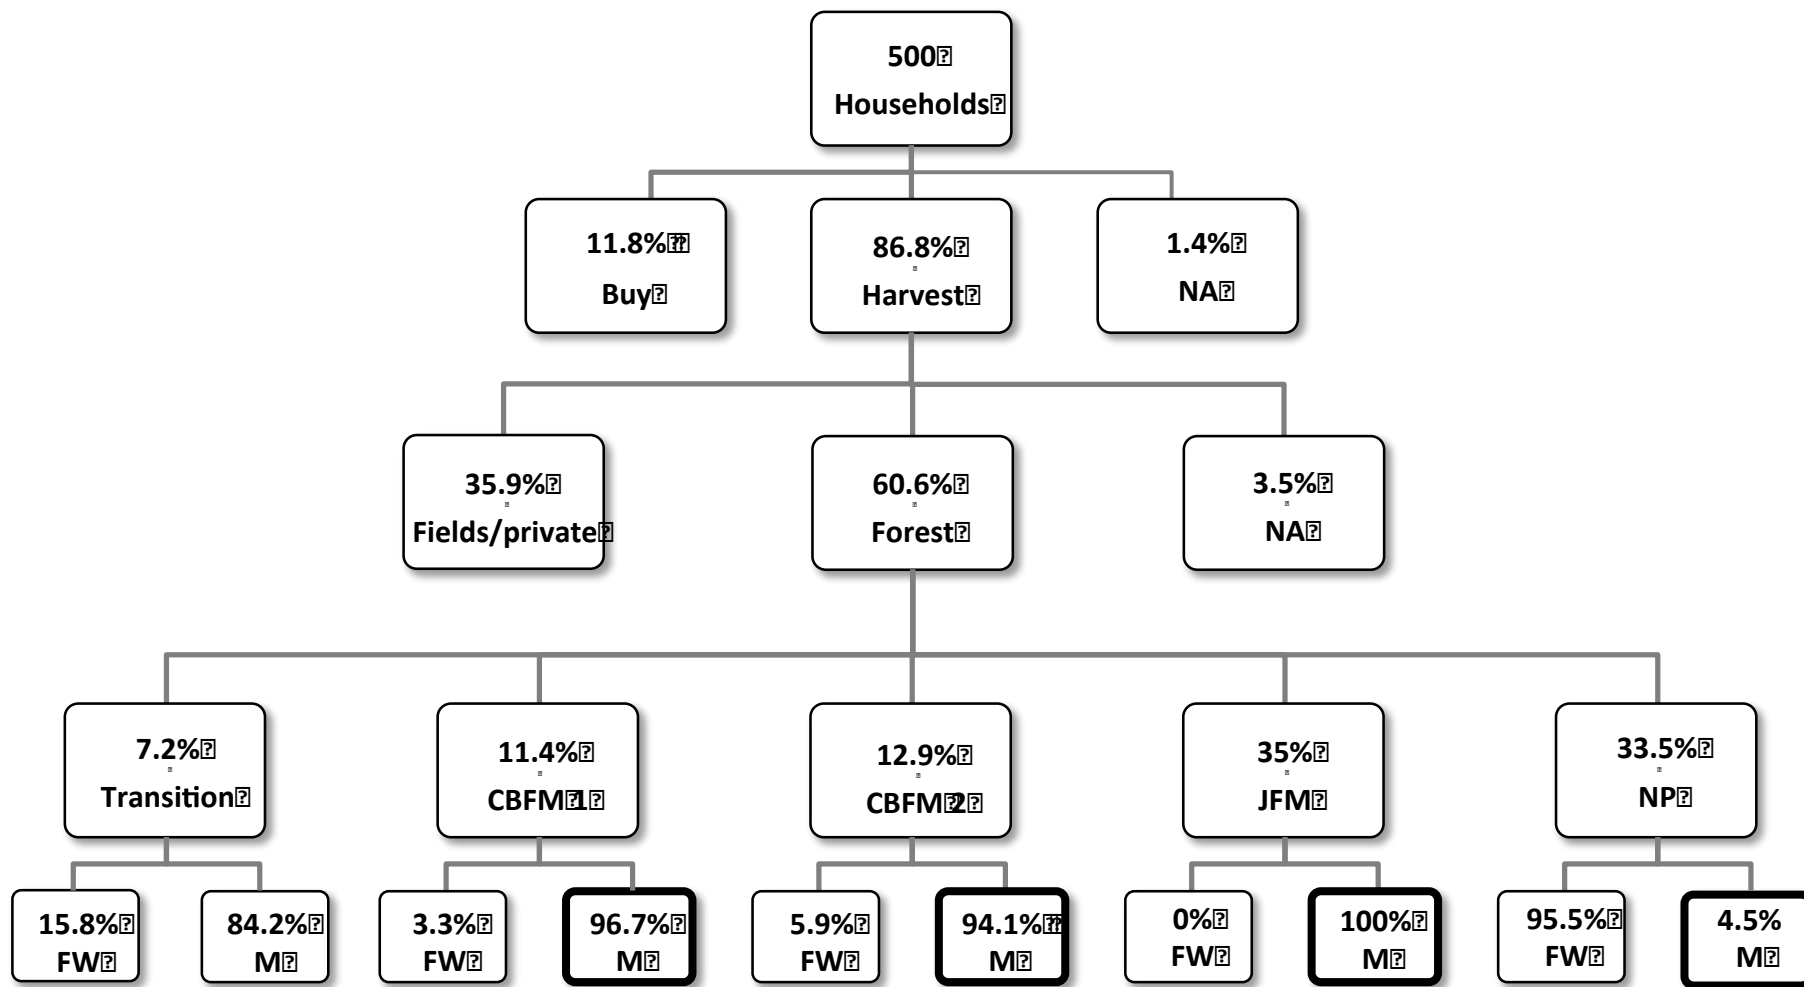 500
Households
11.8%
Buy
86.8%
Harvest
1.4%
NA
35.9%
Fields/private
60.6%
Forest
3.5%
NA
7.2%
Transition
11.4%
CBFM 1
12.9%
CBFM 2
35%
JFM
33.5%
NP
15.8%
FW
84.2%
M
3.3%
FW
96.7%
M
5.9%
FW
94.1%
M
0%
FW
100%
M
95.5%
FW
4.5%
M